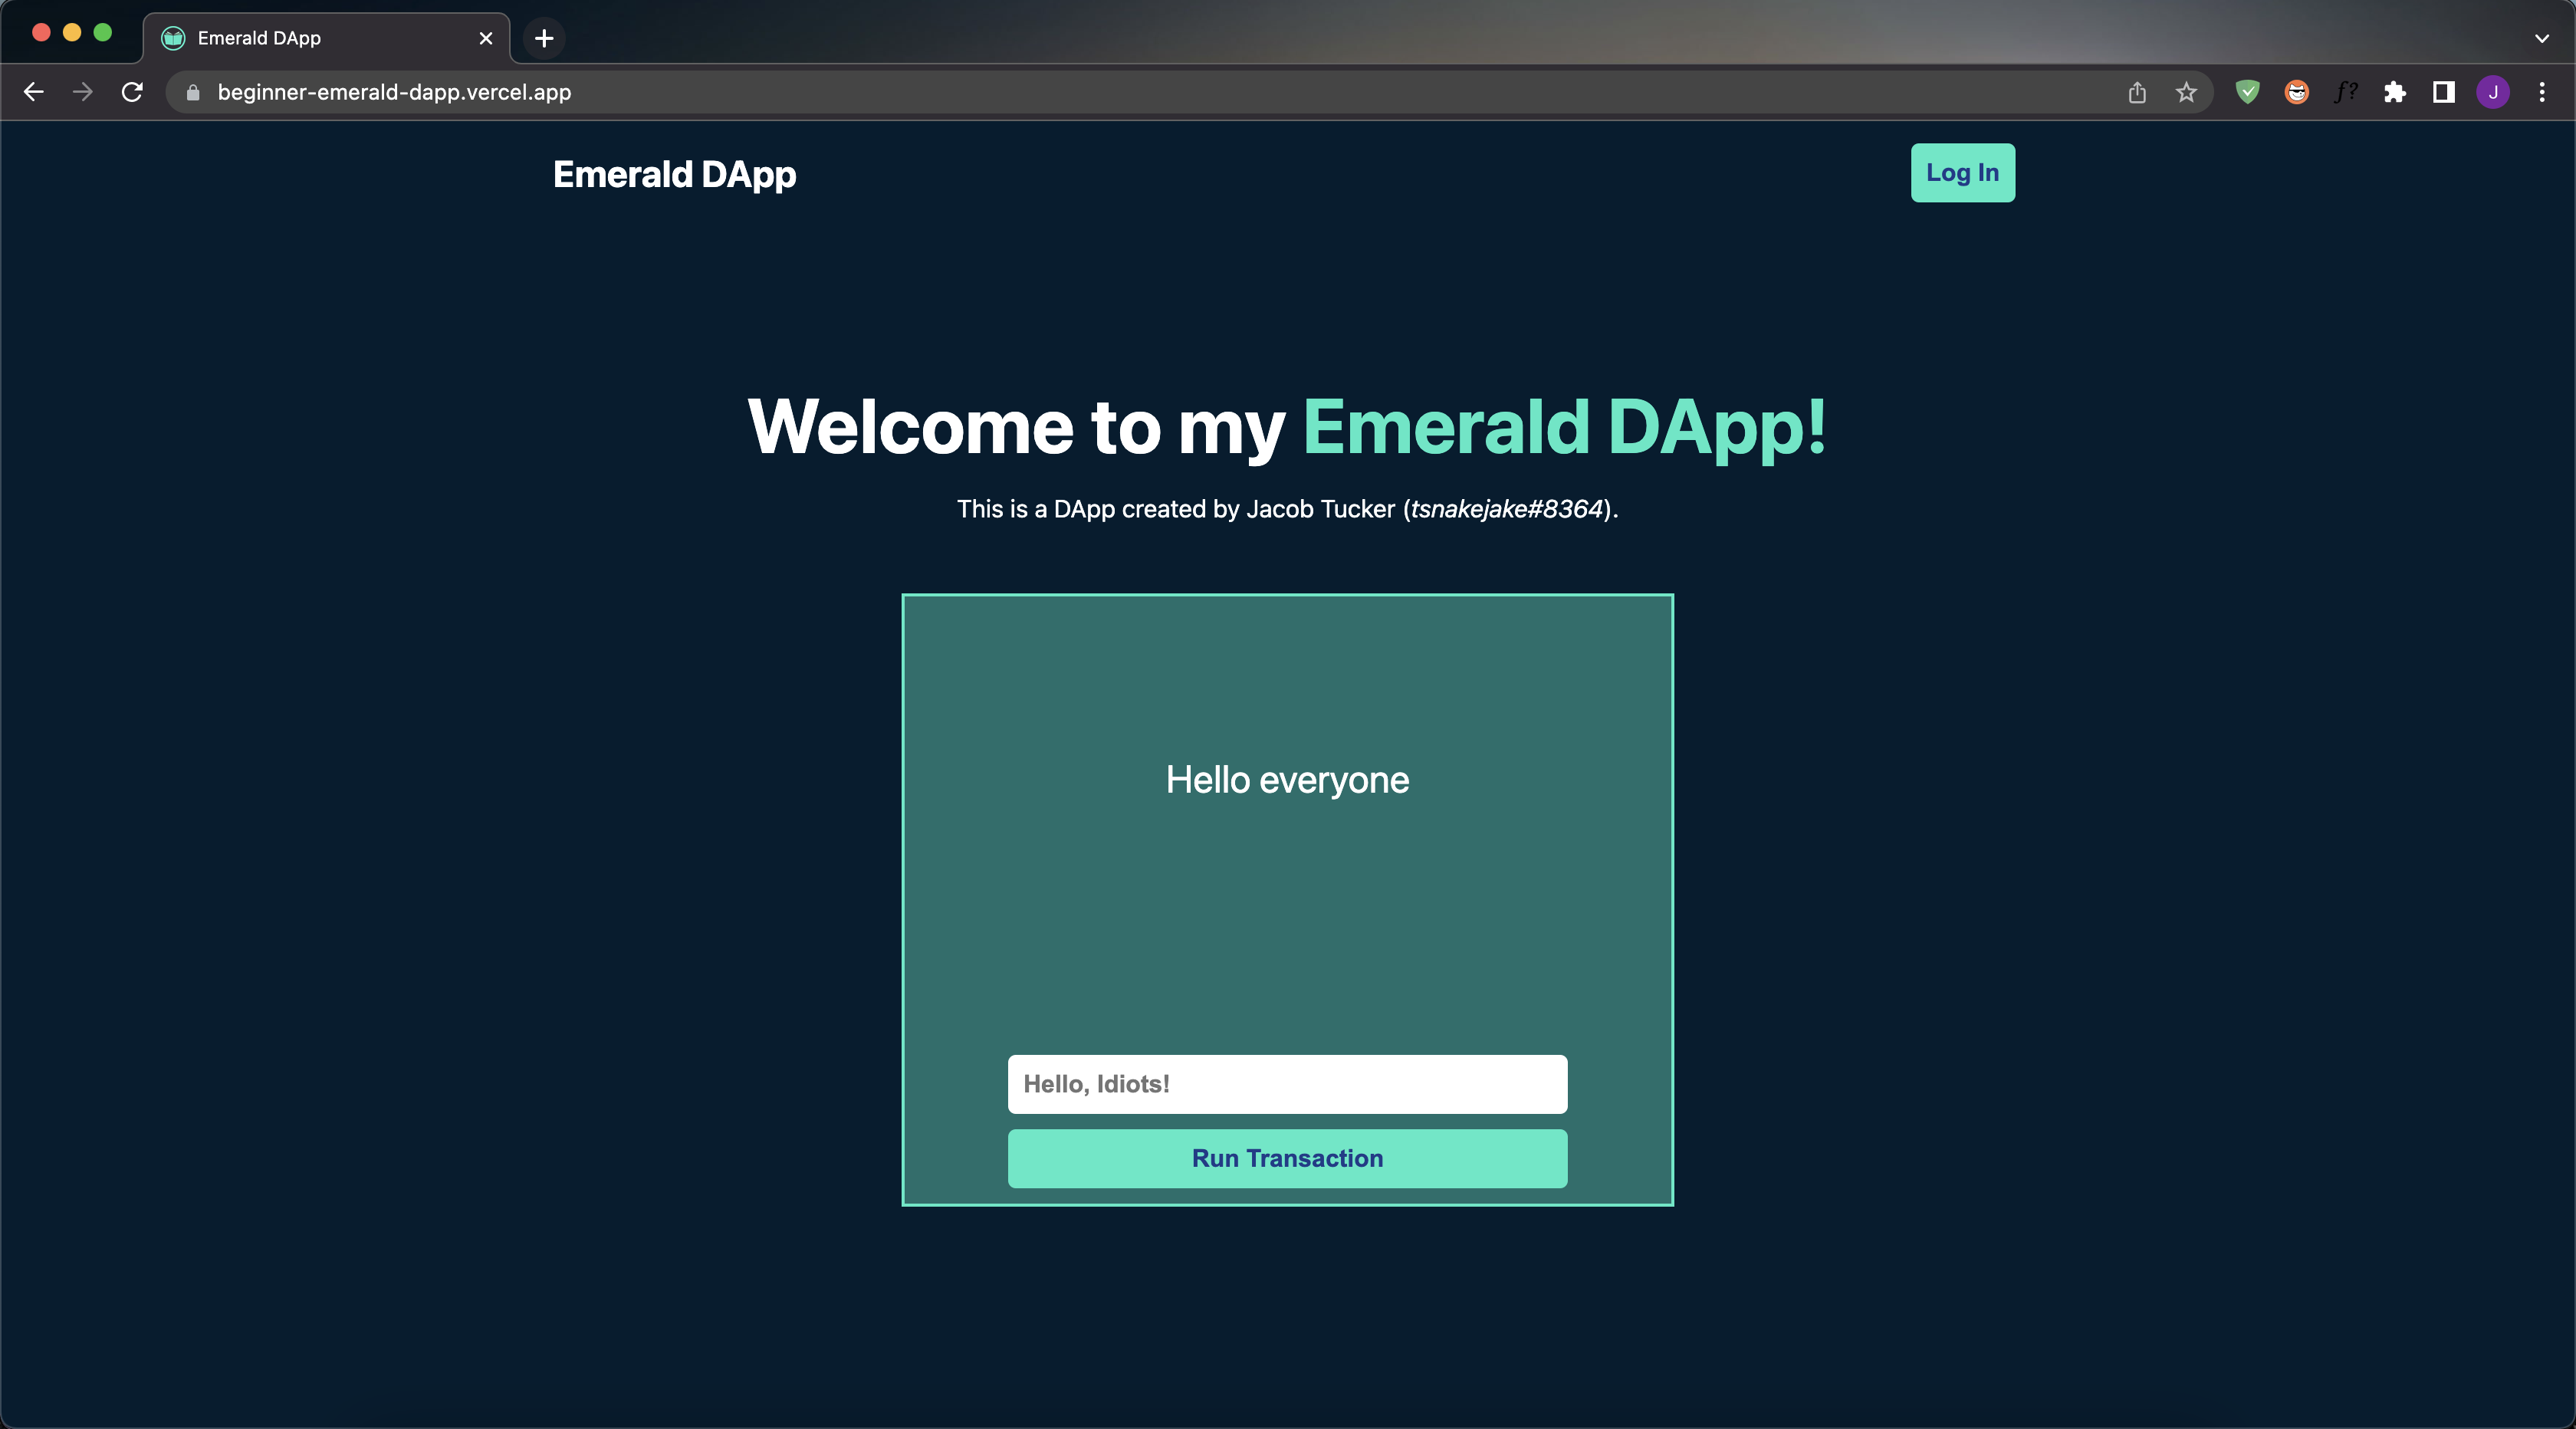 Emerald DApp
beginner-emerald-dapp.vercel.app
f?
J
Emerald DApp
Log In
Welcome to my Emerald DApp!
This is a DApp created by Jacob Tucker (tsnakejake#8364).
Hello everyone
Hello, Idiots!
Run Transaction